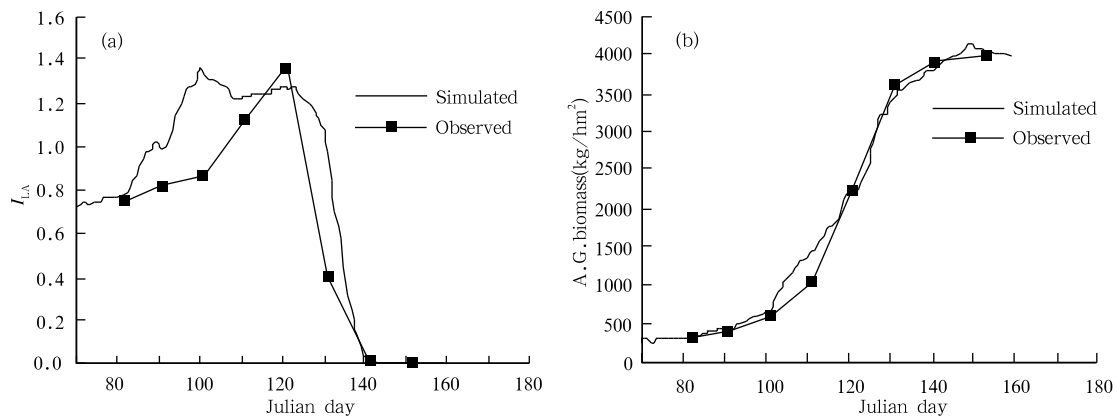 (a)
I_LA
1.6
1.4
1.2
1.0
0.8
0.6
0.4
0.2
0.0
Simulated
Observed
80 100 120 140 160 180
Julian day
(b)
A.G.biomass(kg/hm²)
4500
4000
3500
3000
2500
2000
1500
1000
500
0
Simulated
Observed
80 100 120 140 160 180
Julian day